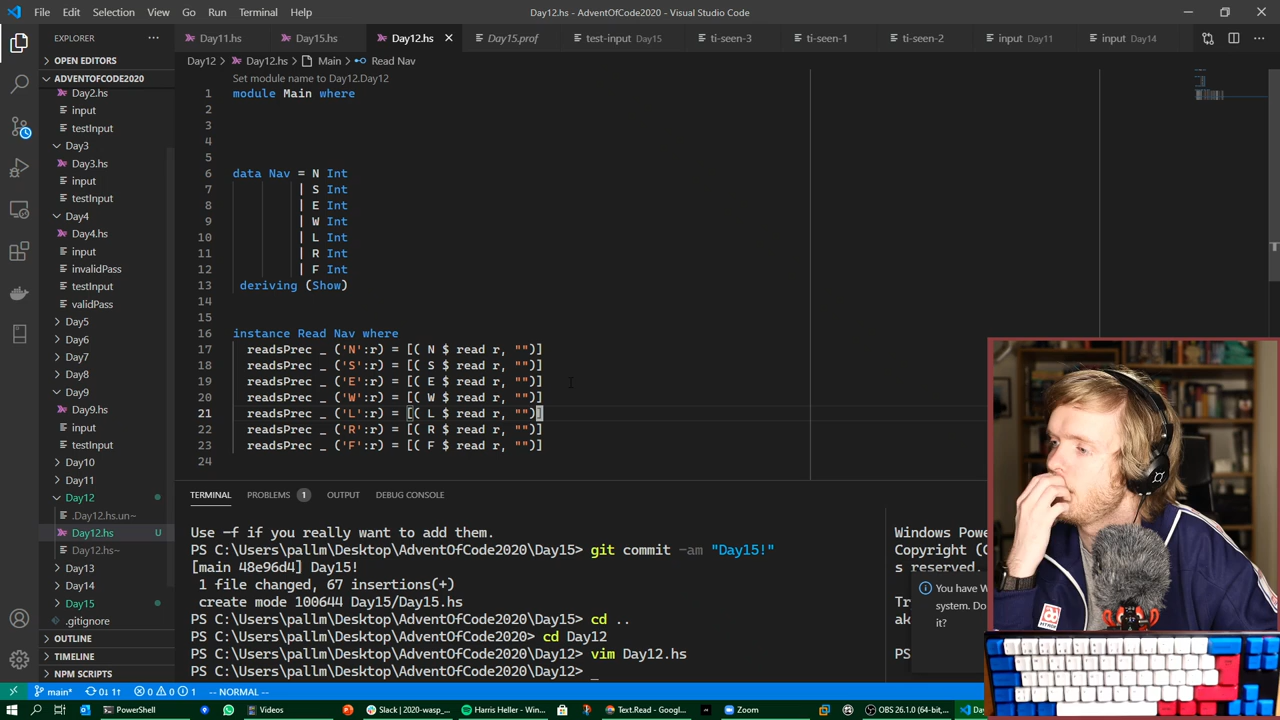 File Edit Selection View Go Run Terminal Help
Day12.hs - AdventOfCode2020 - Visual Studio Code
EXPLORER
Day11.hs Day15.hs Day12.hs Day15.prof test-input Day15 ti-seen-3 ti-seen-1 ti-seen-2 input Day11 input Day14
OPEN EDITORS
ADVENTOFCODE2020
Day2.hs
input
testInput
Day3
Day3.hs
input
testInput
Day4
Day4.hs
input
invalidPass
testInput
validPass
Day5
Day6
Day7
Day8
Day9
Day9.hs
input
testInput
Day10
Day11
Day12
.Day12.hs.un~
Day12.hs U
Day12.hs~
Day13
Day14
Day15
.gitignore
OUTLINE
TIMELINE
NPM SCRIPTS
Day12 > Day12.hs > Main > Read Nav
Set module name to Day12.Day12
1 module Main where
2
3
4
5
6 data Nav = N Int
7 | S Int
8 | E Int
9 | W Int
10 | L Int
11 | R Int
12 | F Int
13 deriving (Show)
14
15
16 instance Read Nav where
17 readsPrec _ ('N':r) = [( N $ read r, "")]
18 readsPrec _ ('S':r) = [( S $ read r, "")]
19 readsPrec _ ('E':r) = [( E $ read r, "")]
20 readsPrec _ ('W':r) = [( W $ read r, "")]
21 readsPrec _ ('L':r) = [( L $ read r, "")]
22 readsPrec _ ('R':r) = [( R $ read r, "")]
23 readsPrec _ ('F':r) = [( F $ read r, "")]
24
TERMINAL PROBLEMS 1 OUTPUT DEBUG CONSOLE
Use -f if you really want to add them.
PS C:\Users\pallm\Desktop\AdventOfCode2020\Day15> git commit -am "Day15!"
[main 48e96d4] Day15!
1 file changed, 67 insertions(+)
create mode 100644 Day15/Day15.hs
PS C:\Users\pallm\Desktop\AdventOfCode2020\Day15> cd ..
PS C:\Users\pallm\Desktop\AdventOfCode2020> cd Day12
PS C:\Users\pallm\Desktop\AdventOfCode2020\Day12> vim Day12.hs
PS C:\Users\pallm\Desktop\AdventOfCode2020\Day12> _
Windows Pow
Copyright (C
s reserved.
Tr
ak
PS
You have W
system. Do
it?
main* 0↓ 1↑ 0 0 1 -- NORMAL --
PowerShell Videos Slack | 2020-wasp_... Harris Heller - Win... Text.Read - Google... Zoom OBS 26.1.0 (64-bit,... Da